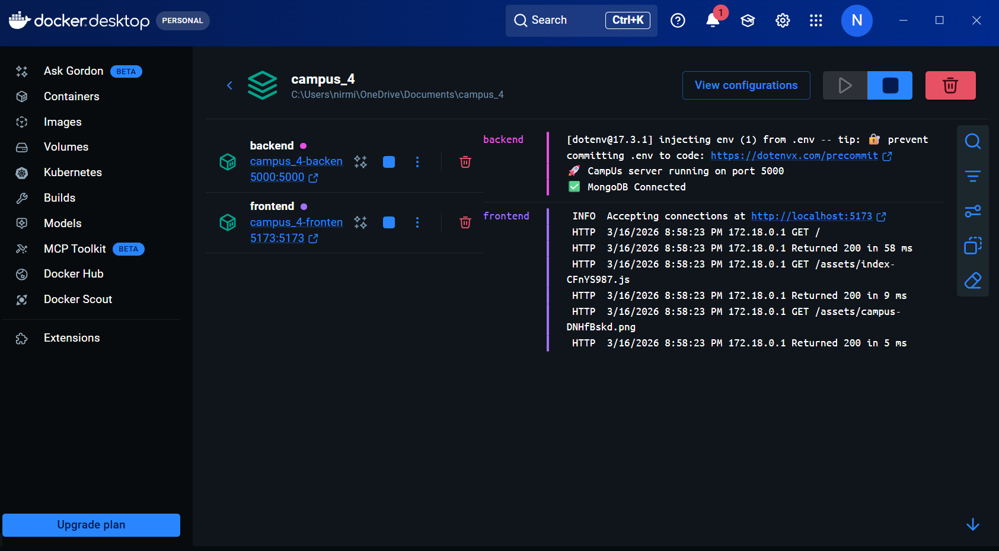 docker.desktop PERSONAL
Search Ctrl+K
1
N
Ask Gordon BETA
Containers
Images
Volumes
Kubernetes
Builds
Models
MCP Toolkit BETA
Docker Hub
Docker Scout
Extensions
Upgrade plan
campus_4
C:\Users\nirmi\OneDrive\Documents\campus_4
View configurations
backend
campus_4-backen
5000:5000
frontend
campus_4-fronten
5173:5173
backend
[dotenv@17.3.1] injecting env (1) from .env -- tip: 🔐 prevent
committing .env to code: https://dotenvx.com/precommit
🚀 CampUs server running on port 5000
✅ MongoDB Connected
frontend
INFO Accepting connections at http://localhost:5173
HTTP 3/16/2026 8:58:23 PM 172.18.0.1 GET /
HTTP 3/16/2026 8:58:23 PM 172.18.0.1 Returned 200 in 58 ms
HTTP 3/16/2026 8:58:23 PM 172.18.0.1 GET /assets/index-
CFnYS987.js
HTTP 3/16/2026 8:58:23 PM 172.18.0.1 Returned 200 in 9 ms
HTTP 3/16/2026 8:58:23 PM 172.18.0.1 GET /assets/campus-
DNHfBskd.png
HTTP 3/16/2026 8:58:23 PM 172.18.0.1 Returned 200 in 5 ms